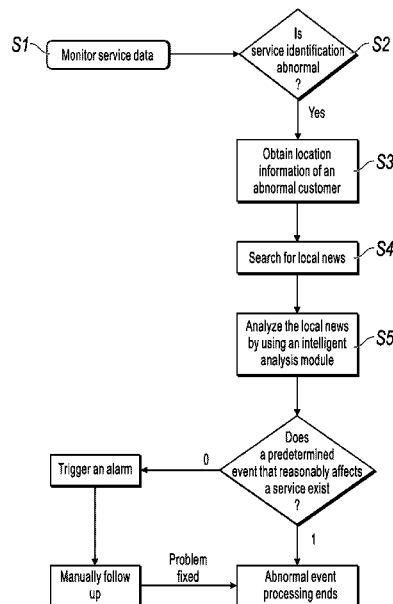 S1
Monitor service data
Is
service identification
abnormal
?
S2
Yes
Obtain location
information of an
abnormal customer
S3
Search for local news
S4
Analyze the local news
by using an intelligent
analysis module
S5
Does
a predetermined
event that reasonably affects
a service exist
?
0
Trigger an alarm
1
Manually follow
up
Problem
fixed
Abnormal event
processing ends